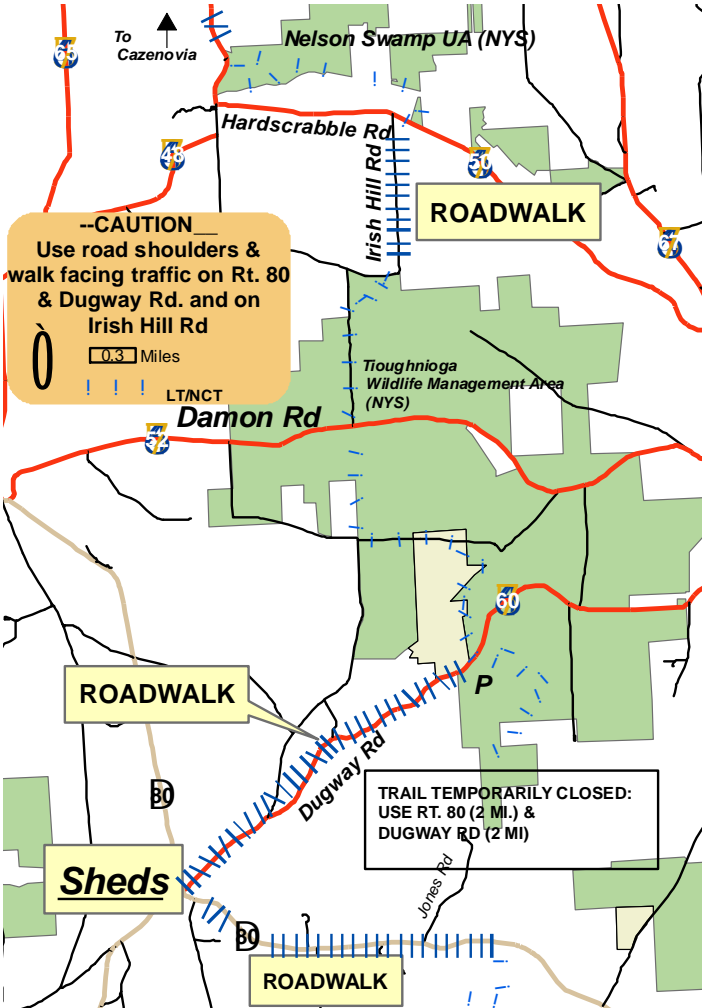 To
Cazenovia
Nelson Swamp UA (NYS)
65
Hardscrabble Rd
48
50
Irish Hill Rd
ROADWALK
--CAUTION__
Use road shoulders &
walk facing traffic on Rt. 80
& Dugway Rd. and on
Irish Hill Rd
Ò
0.3 Miles
! ! ! LT/NCT
67
Tioughnioga
Wildlife Management Area
(NYS)
Damon Rd
52
60
ROADWALK
P
Dugway Rd
80
TRAIL TEMPORARILY CLOSED:
USE RT. 80 (2 MI.) &
DUGWAY RD (2 MI)
Sheds
Jones Rd
80
ROADWALK